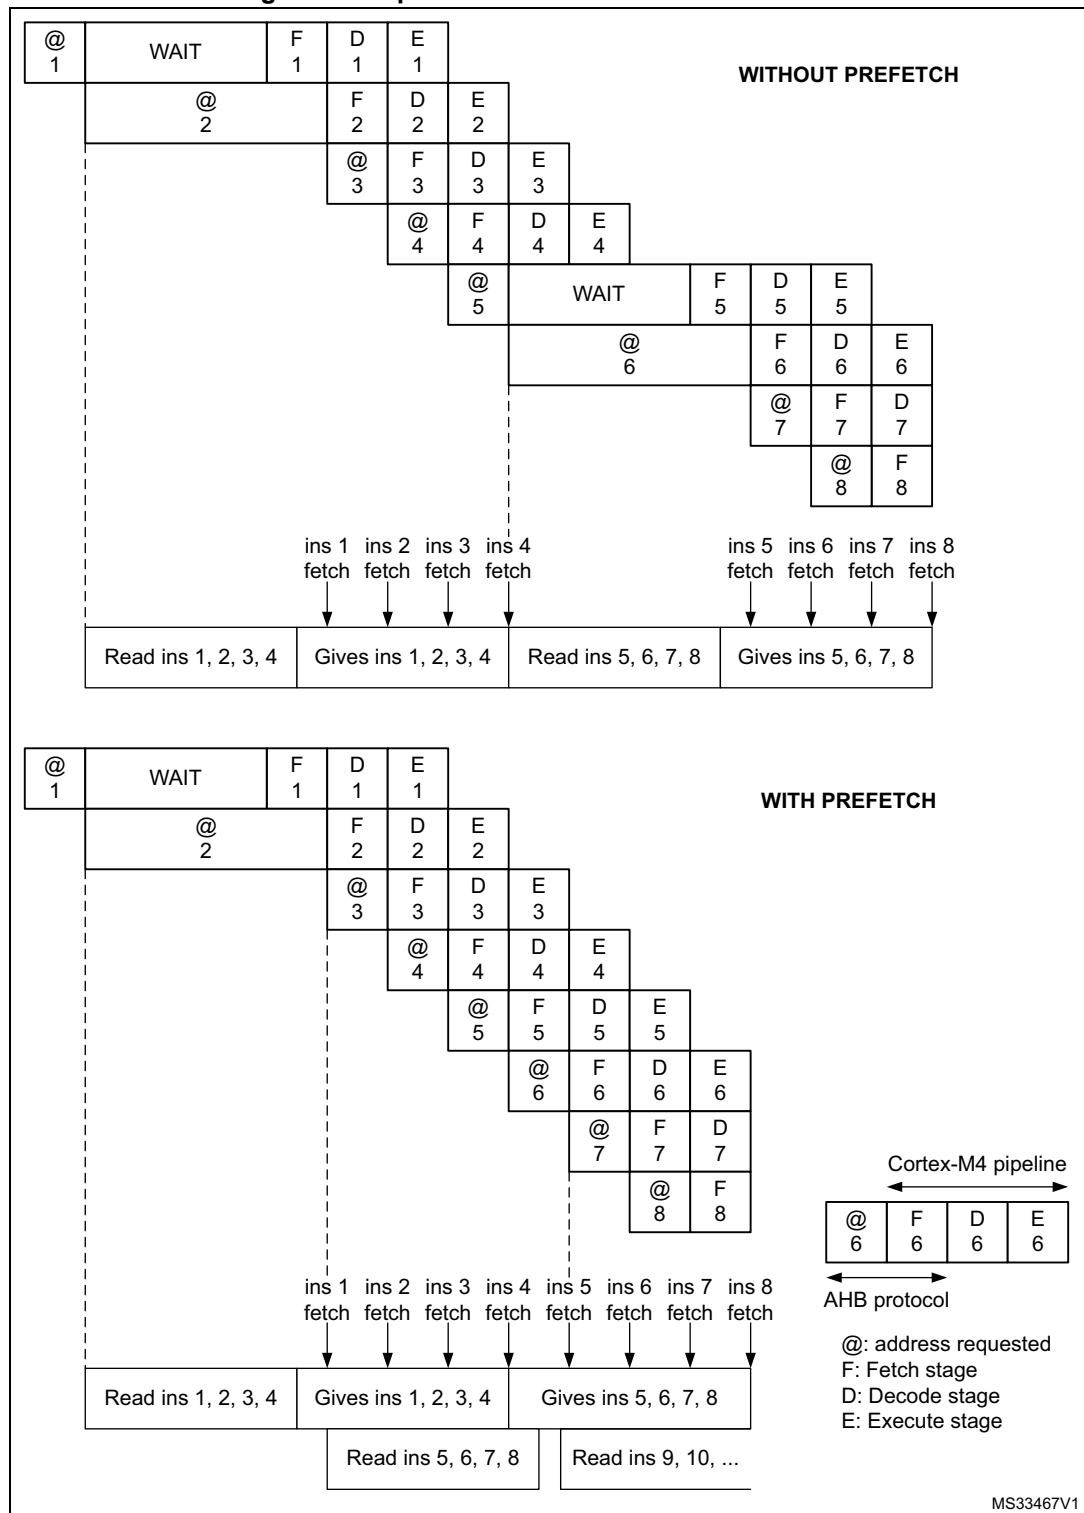 @ WAIT F D E
1 1 1 1
WITHOUT PREFETCH
@ F D E
2 2 2 2
@ F D E
3 3 3 3
@ F D E
4 4 4 4
@ WAIT F D E
5 5 5 5
@ F D E
6 6 6 6
@ F D
7 7 7
@ F
8 8
ins 1 ins 2 ins 3 ins 4 ins 5 ins 6 ins 7 ins 8
fetch fetch fetch fetch fetch fetch fetch fetch
Read ins 1, 2, 3, 4 Gives ins 1, 2, 3, 4 Read ins 5, 6, 7, 8 Gives ins 5, 6, 7, 8
@ WAIT F D E
1 1 1 1
WITH PREFETCH
@ F D E
2 2 2 2
@ F D E
3 3 3 3
@ F D E
4 4 4 4
@ F D E
5 5 5 5
@ F D E
6 6 6 6
@ F D
7 7 7
@ F
8 8
Cortex-M4 pipeline
@ F D E
6 6 6 6
AHB protocol
ins 1 ins 2 ins 3 ins 4 ins 5 ins 6 ins 7 ins 8
fetch fetch fetch fetch fetch fetch fetch fetch
@: address requested
F: Fetch stage
D: Decode stage
E: Execute stage
Read ins 1, 2, 3, 4 Gives ins 1, 2, 3, 4 Gives ins 5, 6, 7, 8
Read ins 5, 6, 7, 8 Read ins 9, 10, ...
MS33467V1